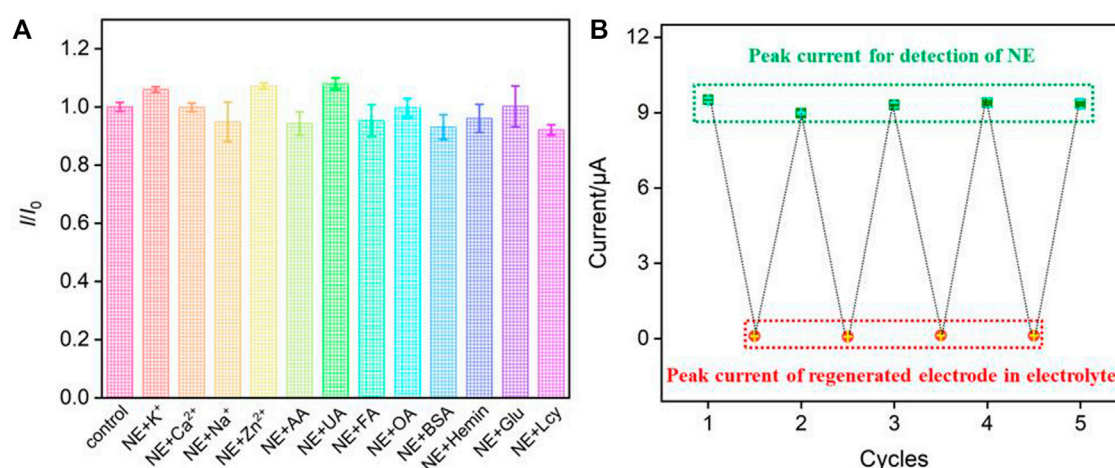 A
1.2
1.0
0.8
0.6
0.4
0.2
0.0
I/I₀
control
NE+K⁺
NE+Ca²⁺
NE+Na⁺
NE+Zn²⁺
NE+AA
NE+UA
NE+FA
NE+OA
NE+BSA
NE+Hemin
NE+Glu
NE+Lcy
B
12
9
6
3
0
Current/μA
Peak current for detection of NE
Peak current of regenerated electrode in electrolyte
1 2 3 4 5
Cycles